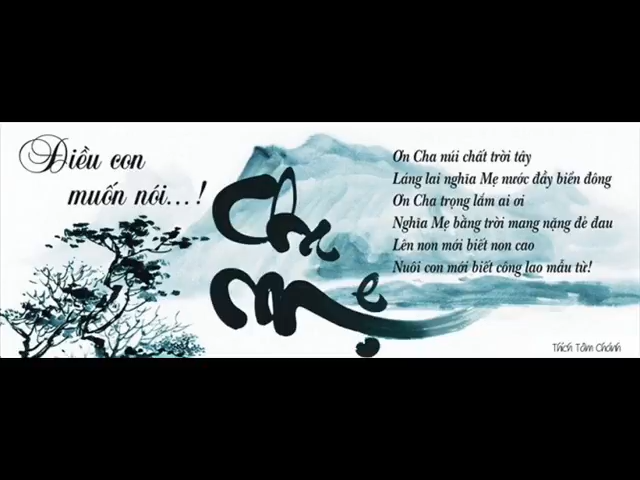 Điều con
muốn nói...!
Cha
Mẹ
Ơn Cha núi chất trời tây
Láng lai nghĩa Mẹ nước đầy biển đông
Ơn Cha trọng lắm ai ơi
Nghĩa Mẹ bằng trời mang nặng đẻ đau
Lên non mới biết non cao
Nuôi con mới biết công lao mẫu từ!
Thích Tâm Chánh